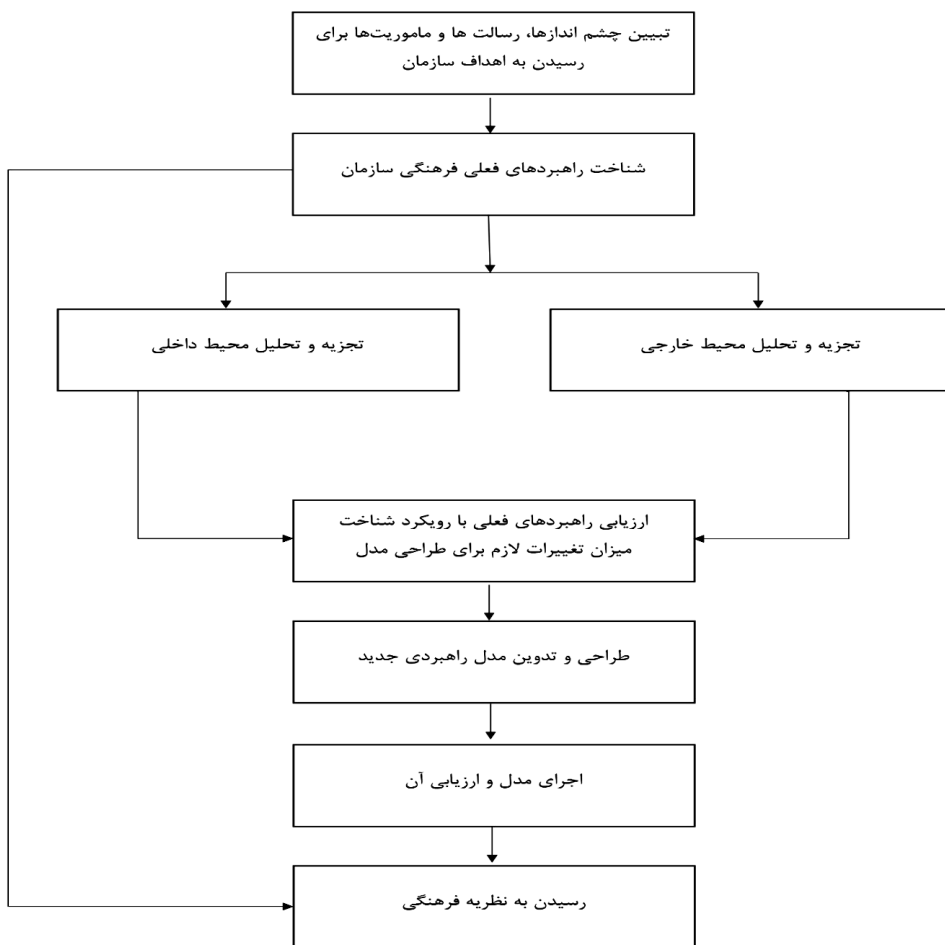 تبیین چشم اندازها، رسالت ها و ماموریت‌ها برای
رسیدن به اهداف سازمان
شناخت راهبردهای فعلی فرهنگی سازمان
تجزیه و تحلیل محیط خارجی
تجزیه و تحلیل محیط داخلی
ارزیابی راهبردهای فعلی با رویکرد شناخت
میزان تغییرات لازم برای طراحی مدل
طراحی و تدوین مدل راهبردی جدید
اجرای مدل و ارزیابی آن
رسیدن به نظریه فرهنگی